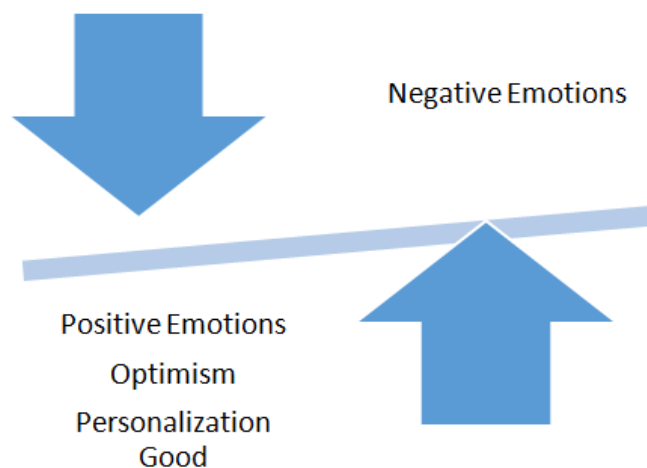 Negative Emotions
Positive Emotions
Optimism
Personalization
Good